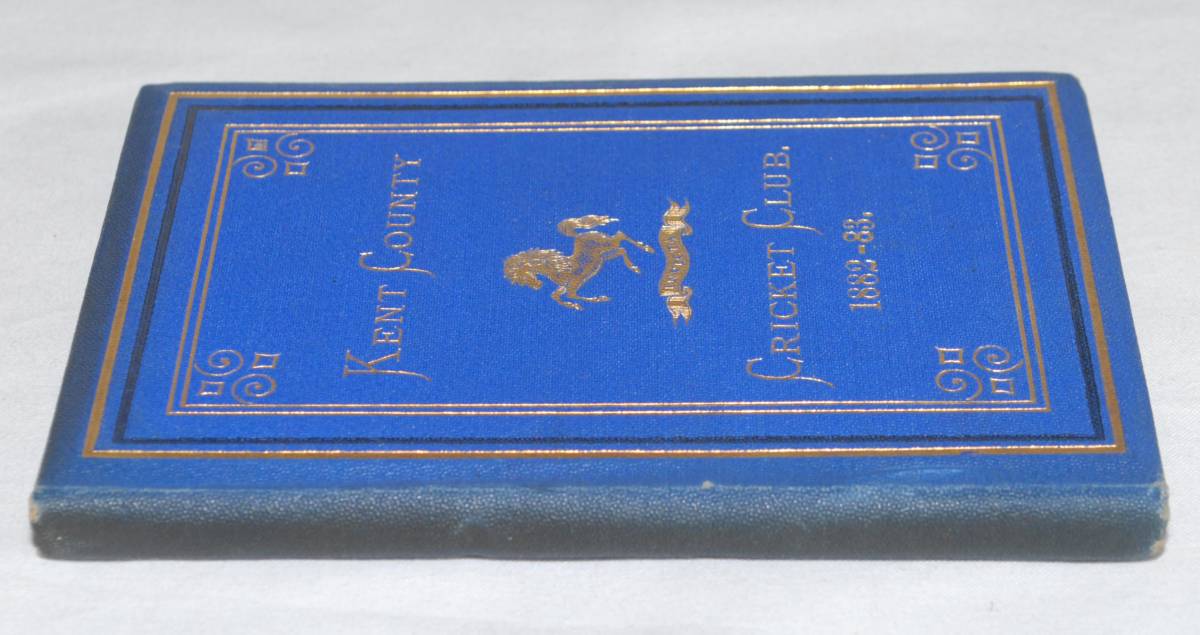 KENT COUNTY
CRICKET CLUB.
1882-83.